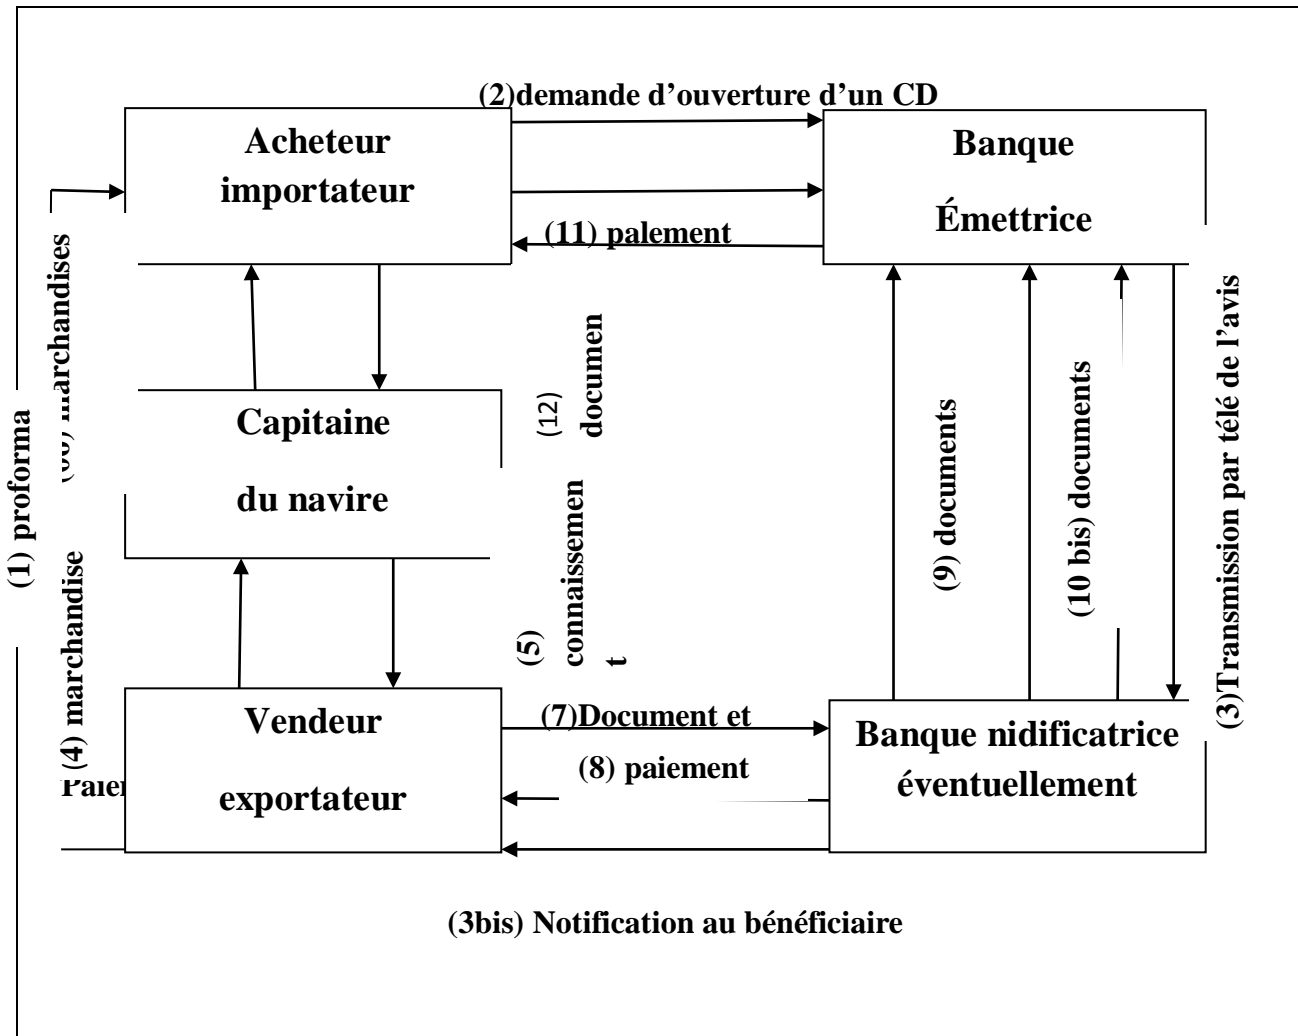 (2)demande d’ouverture d’un CD
Acheteur
importateur
Banque
Émettrice
(11) palement
marchandises
(1) proforma
(3)Transmission par télé de l’avis
(12)
documen
(9) documents
(10 bis) documents
Capitaine
du navire
(5)
connaissemen
t
(4) marchandise
Vendeur
exportateur
(7)Document et
(8) paiement
Banque nidificatrice
éventuellement
(3bis) Notification au bénéficiaire